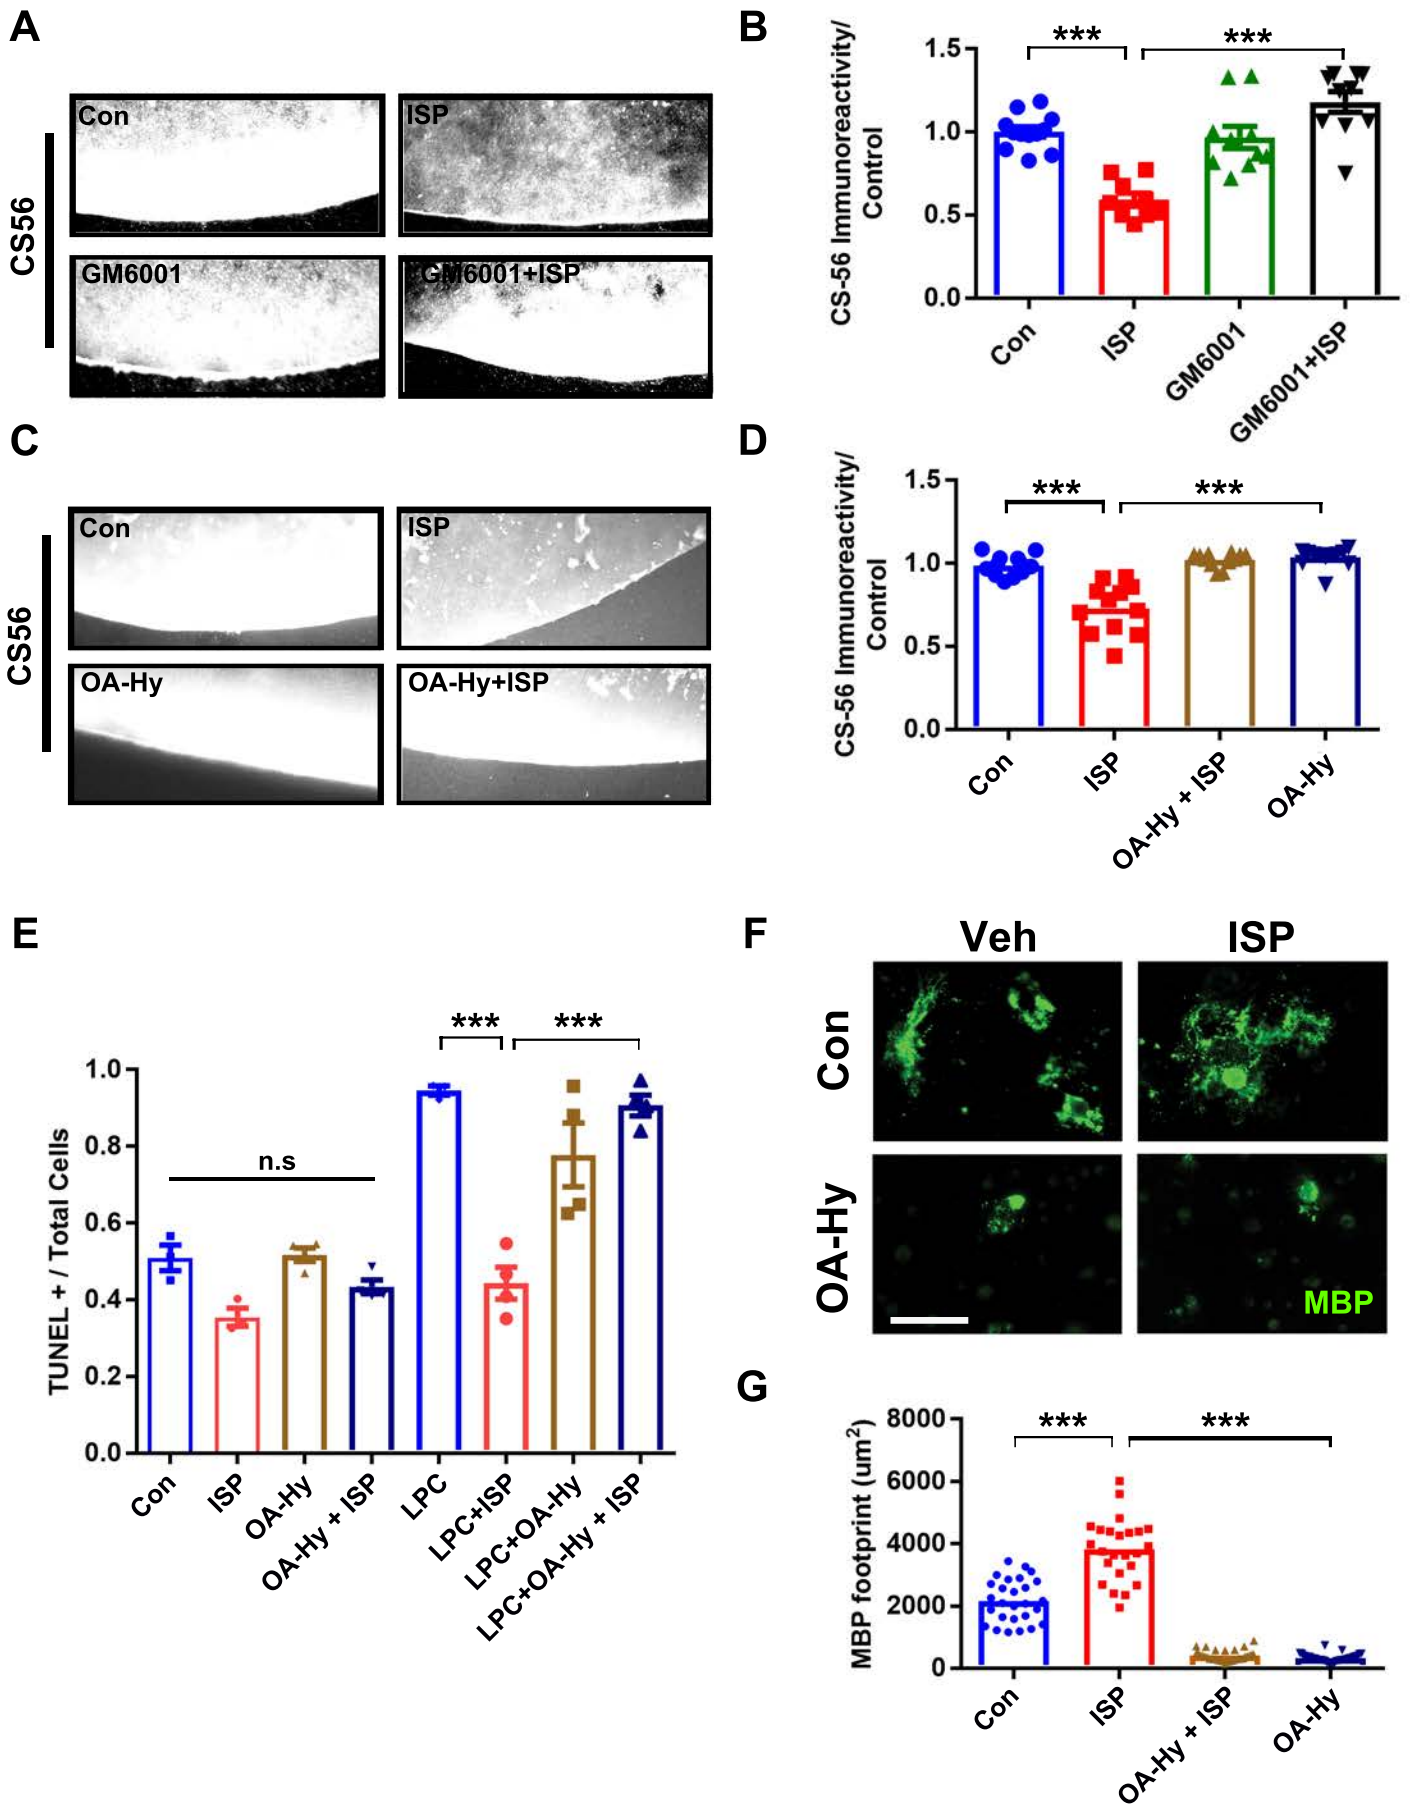 A
CS56
Con
ISP
GM6001
GM6001+ISP
B
CS-56 Immunoreactivity/
Control
1.5
1.0
0.5
0.0
***
***
Con
ISP
GM6001
GM6001+ISP
C
CS56
Con
ISP
OA-Hy
OA-Hy+ISP
D
CS-56 Immunoreactivity/
Control
1.5
1.0
0.5
0.0
***
***
Con
ISP
OA-Hy + ISP
OA-Hy
E
TUNEL + / Total Cells
1.0
0.8
0.6
0.4
0.2
0.0
n.s
***
***
Con
ISP
OA-Hy
OA-Hy + ISP
LPC
LPC+ISP
LPC+OA-Hy
LPC+OA-Hy + ISP
F
Veh
ISP
Con
OA-Hy
MBP
G
MBP footprint (um2)
8000
6000
4000
2000
0
***
***
Con
ISP
OA-Hy + ISP
OA-Hy